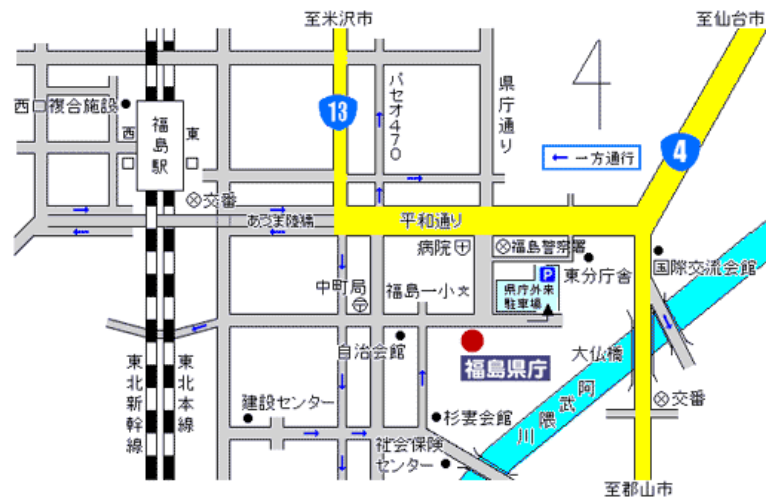 至米沢市
至仙台市
13
パセオ470
県庁通り
4
西口複合施設
福島駅
西口
東口
一方通行
交番
あづま陸橋
平和通り
病院
福島警察署
東分庁舎
国際交流会館
P
県庁外来
駐車場
中町局
福島一小
文
自治会館
福島県庁
大仏橋
阿武隈川
東北新幹線
東北本線
建設センター
杉妻会館
交番
社会保険
センター
至郡山市